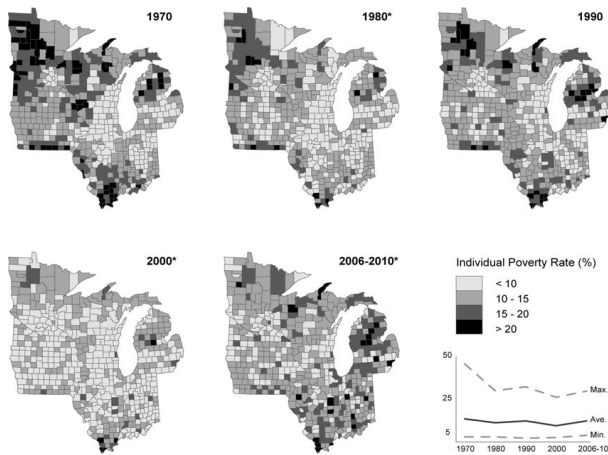 1970
1980*
1990
2000*
2006-2010*
Individual Poverty Rate (%)
< 10
10 - 15
15 - 20
> 20
50
25
5
Max.
Ave.
Min.
1970 1980 1990 2000 2006-10